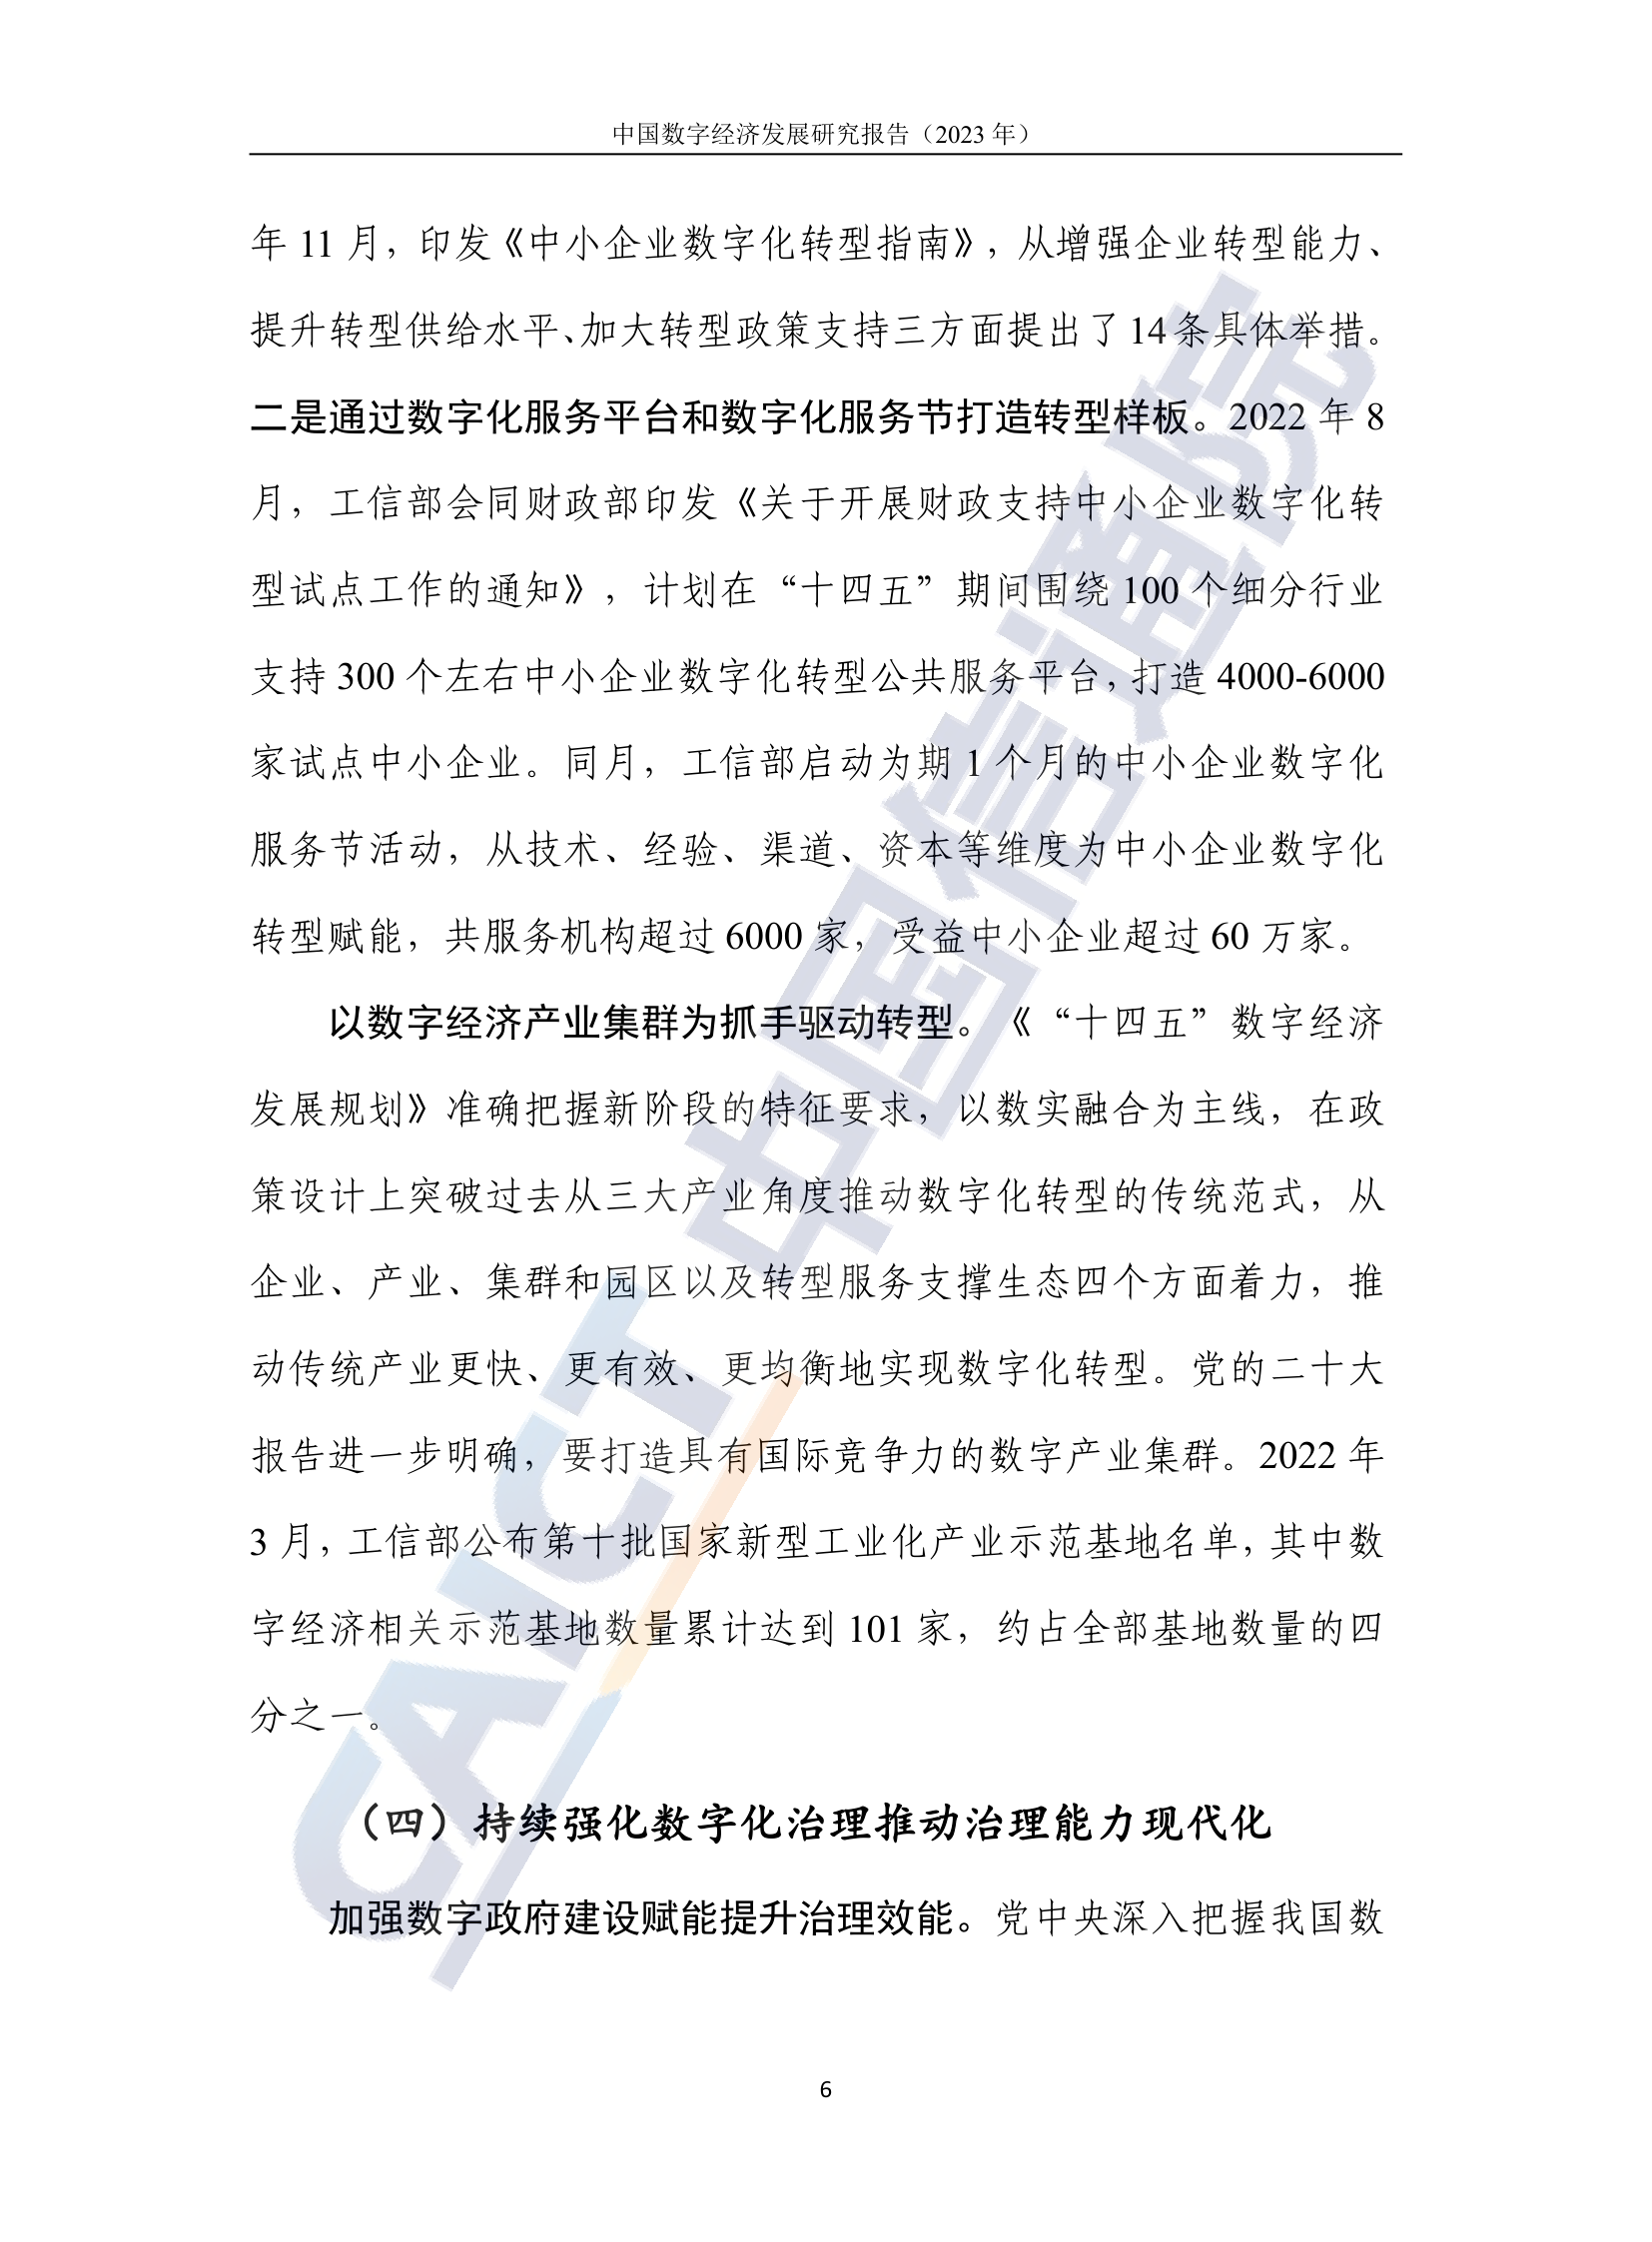 中国数字经济发展研究报告（2023 年）
年 11 月，印发《中小企业数字化转型指南》，从增强企业转型能力、
提升转型供给水平、加大转型政策支持三方面提出了 14 条具体举措。
二是通过数字化服务平台和数字化服务节打造转型样板。2022 年 8
月，工信部会同财政部印发《关于开展财政支持中小企业数字化转
型试点工作的通知》，计划在“十四五”期间围绕 100 个细分行业
支持 300 个左右中小企业数字化转型公共服务平台，打造 4000-6000
家试点中小企业。同月，工信部启动为期 1 个月的中小企业数字化
服务节活动，从技术、经验、渠道、资本等维度为中小企业数字化
转型赋能，共服务机构超过 6000 家，受益中小企业超过 60 万家。
以数字经济产业集群为抓手驱动转型。《“十四五”数字经济
发展规划》准确把握新阶段的特征要求，以数实融合为主线，在政
策设计上突破过去从三大产业角度推动数字化转型的传统范式，从
企业、产业、集群和园区以及转型服务支撑生态四个方面着力，推
动传统产业更快、更有效、更均衡地实现数字化转型。党的二十大
报告进一步明确，要打造具有国际竞争力的数字产业集群。2022 年
3 月，工信部公布第十批国家新型工业化产业示范基地名单，其中数
字经济相关示范基地数量累计达到 101 家，约占全部基地数量的四
分之一。
（四）持续强化数字化治理推动治理能力现代化
加强数字政府建设赋能提升治理效能。党中央深入把握我国数
6
CAICT 中国信通院